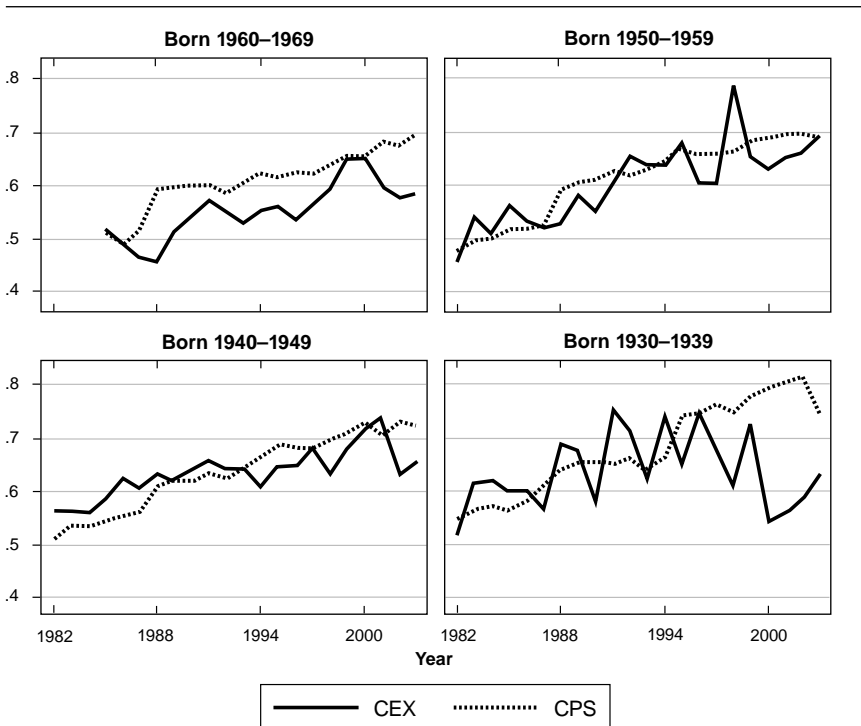 Born 1960–1969
Born 1950–1959
.8
.7
.6
.5
.4
Born 1940–1949
Born 1930–1939
.8
.7
.6
.5
.4
1982 1988 1994 2000
1982 1988 1994 2000
Year
CEX CPS